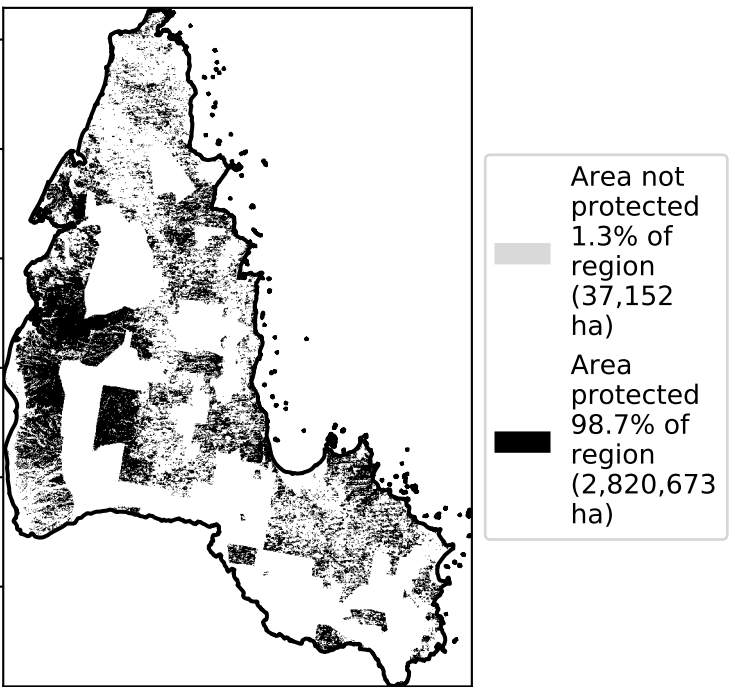 Area not
protected
1.3% of
region
(37,152
ha)
Area
protected
98.7% of
region
(2,820,673
ha)